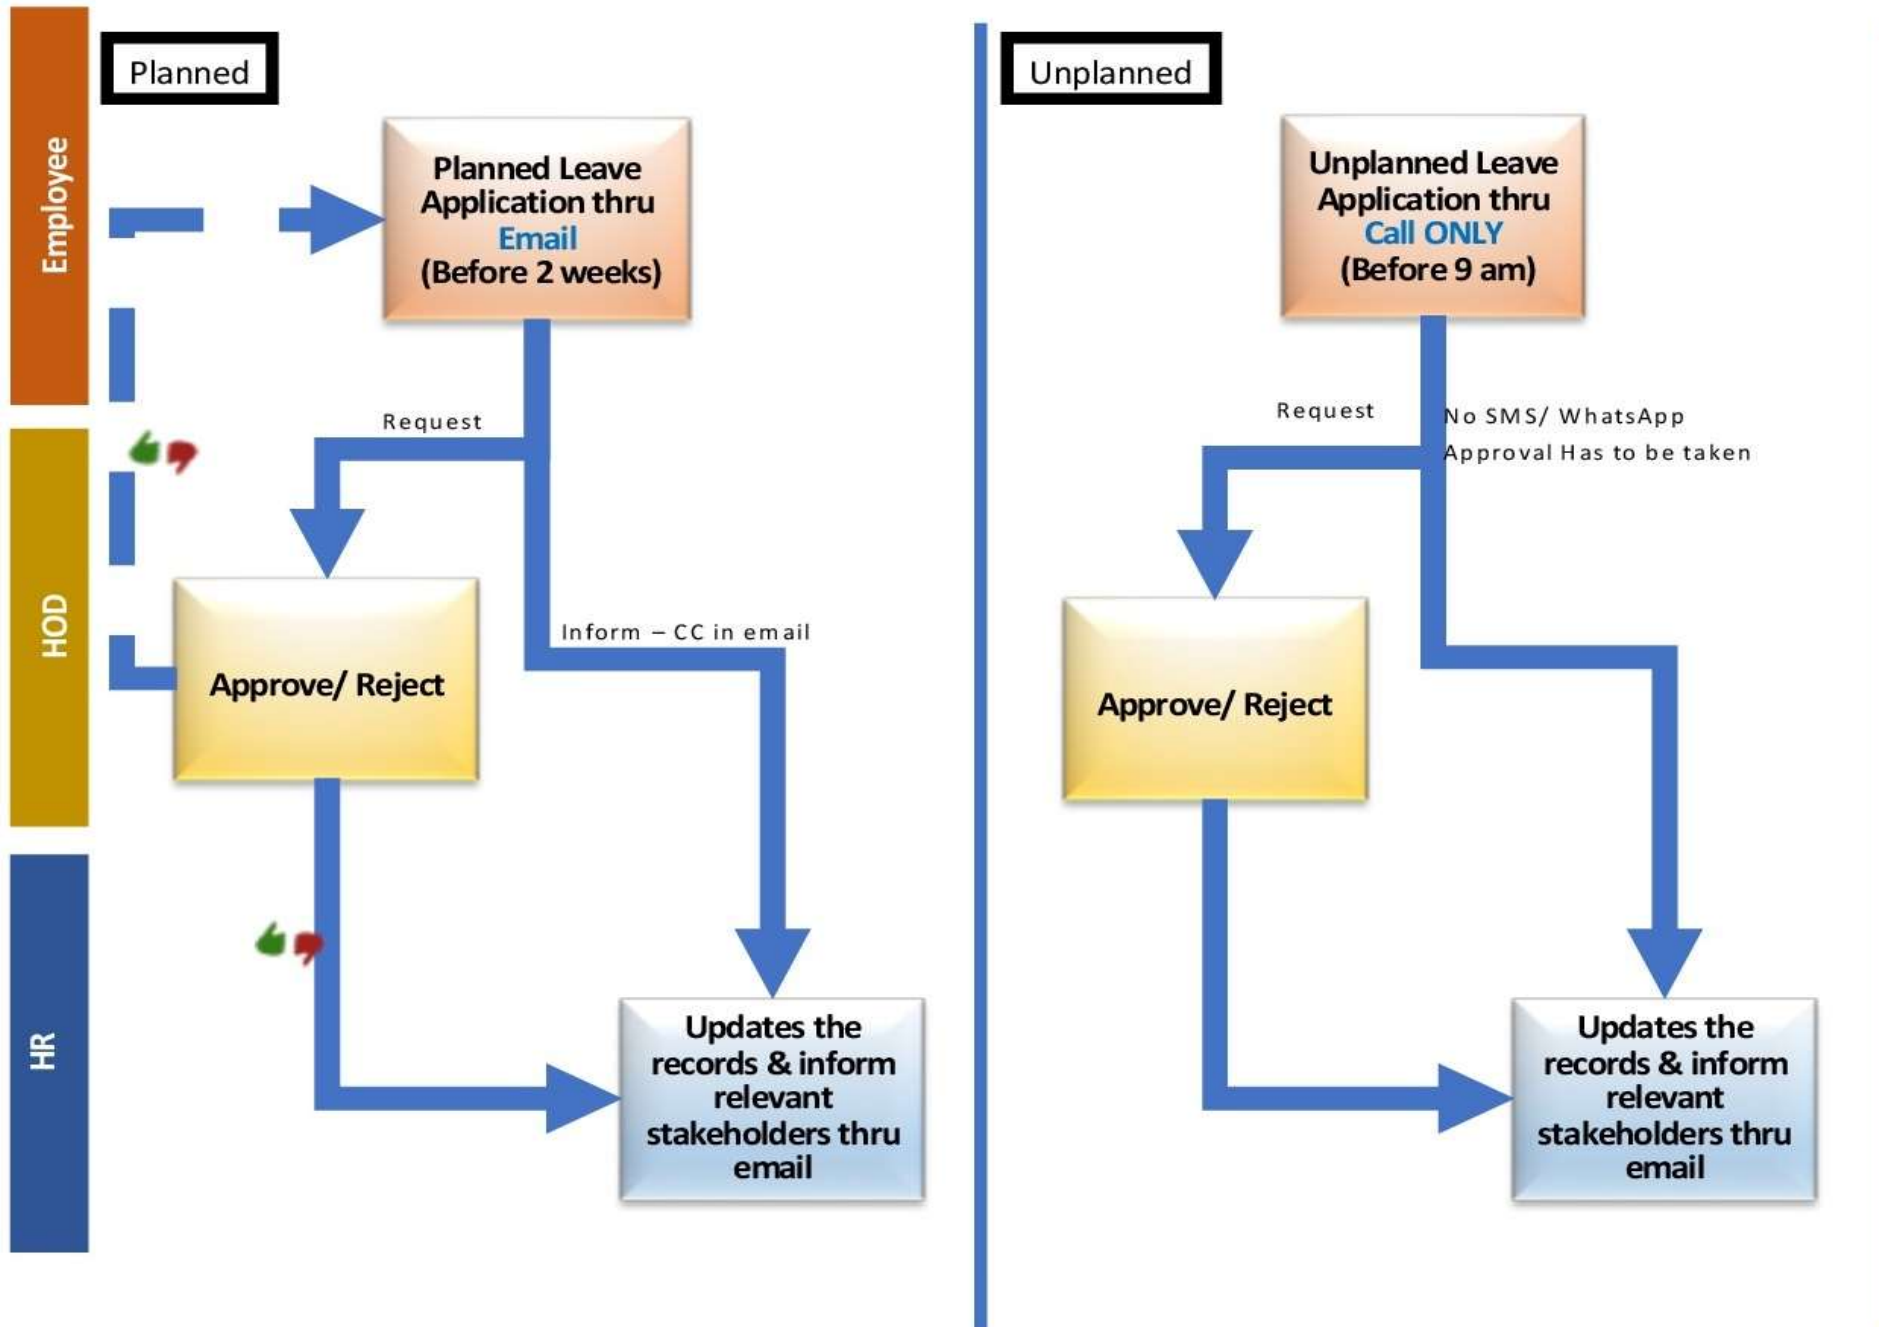 Planned
Unplanned
Employee
HOD
HR
Planned Leave
Application thru
Email
(Before 2 weeks)
Request
Inform – CC in email
Approve/ Reject
Updates the
records & inform
relevant
stakeholders thru
email
Unplanned Leave
Application thru
Call ONLY
(Before 9 am)
Request
No SMS/ WhatsApp
Approval Has to be taken
Approve/ Reject
Updates the
records & inform
relevant
stakeholders thru
email